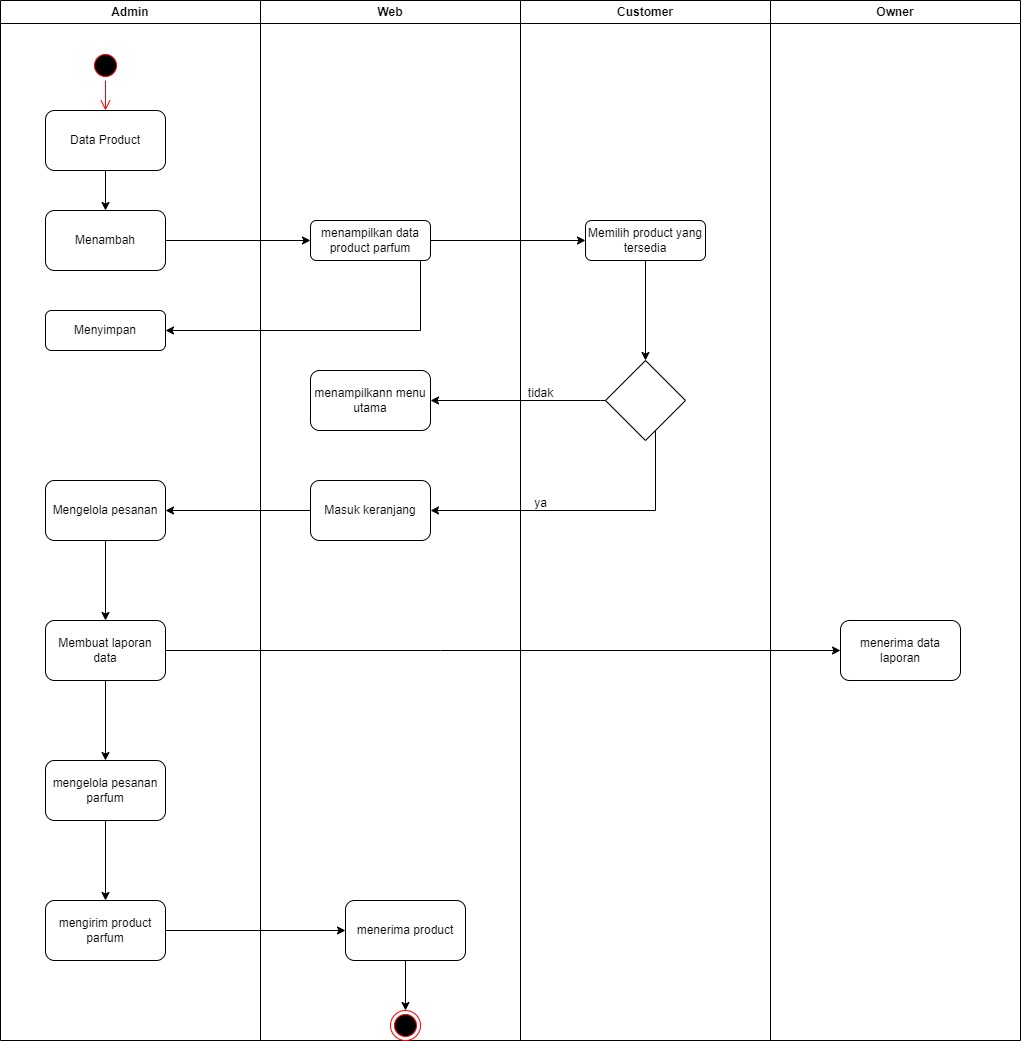 Admin
Web
Customer
Owner
Data Product
Menambah
menampilkan data
product parfum
Memilih product yang
tersedia
Menyimpan
menampilkann menu
utama
tidak
Mengelola pesanan
Masuk keranjang
ya
Membuat laporan
data
menerima data
laporan
mengelola pesanan
parfum
mengirim product
parfum
menerima product